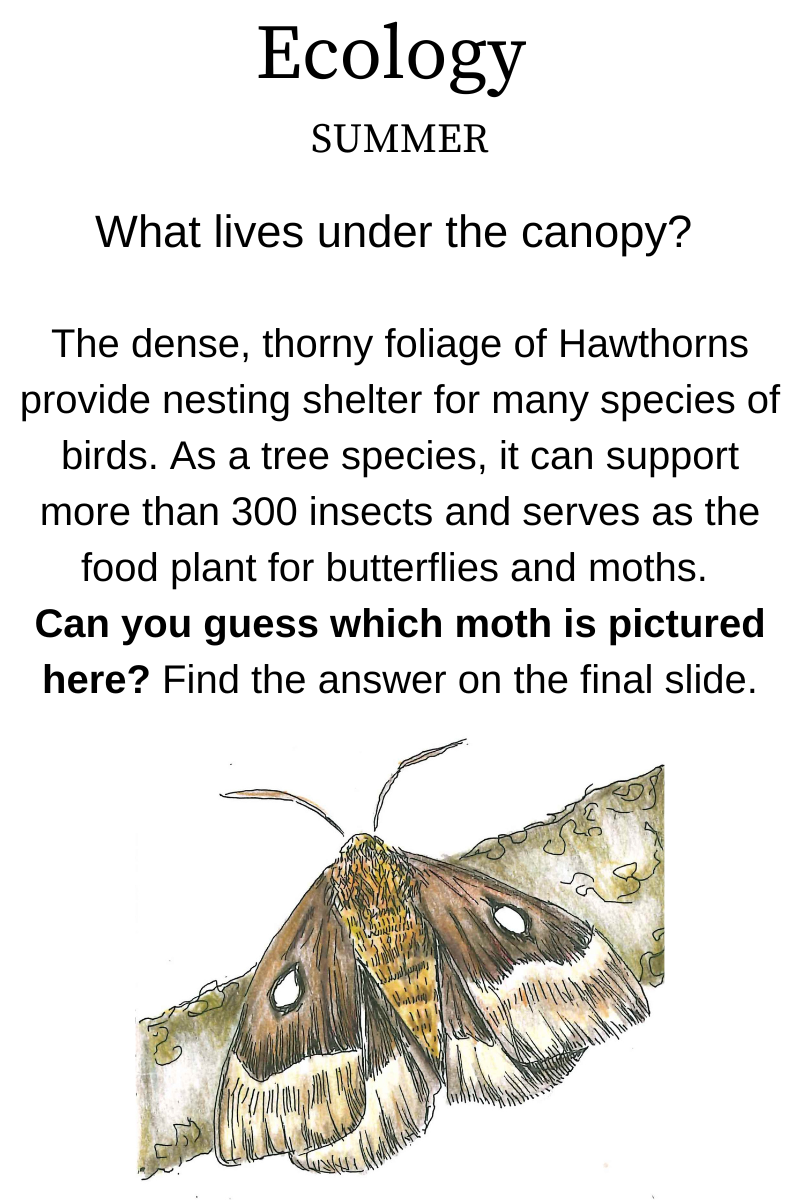 Ecology
SUMMER
What lives under the canopy?
The dense, thorny foliage of Hawthorns
provide nesting shelter for many species of
birds. As a tree species, it can support
more than 300 insects and serves as the
food plant for butterflies and moths.
Can you guess which moth is pictured
here? Find the answer on the final slide.